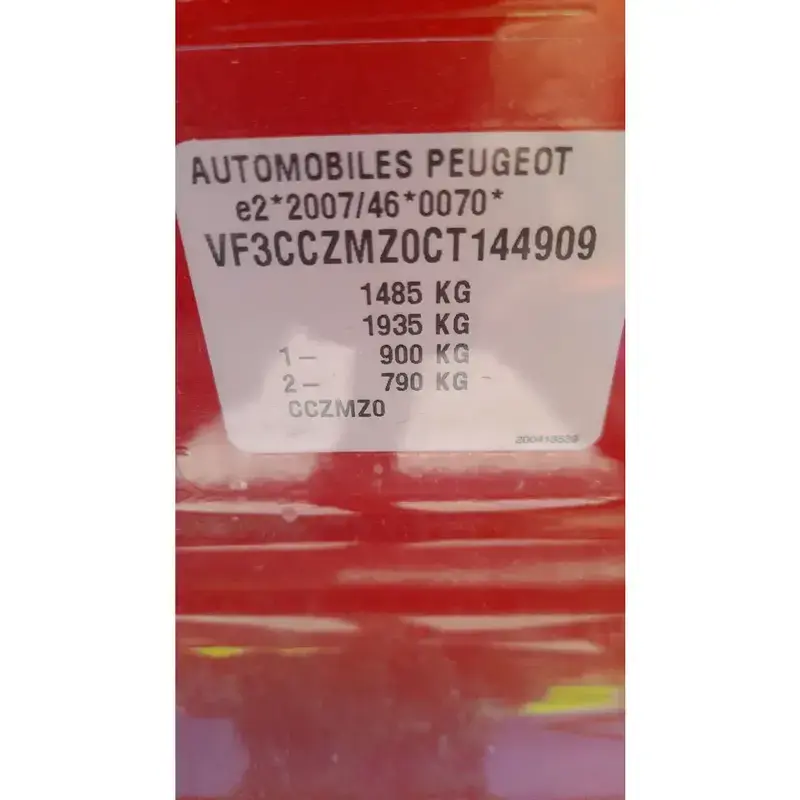 AUTOMOBILES PEUGEOT
e2*2007/46*0070*
VF3CCZMZ0CT144909
1485 KG
1935 KG
1- 900 KG
2- 790 KG
CCZMZ0